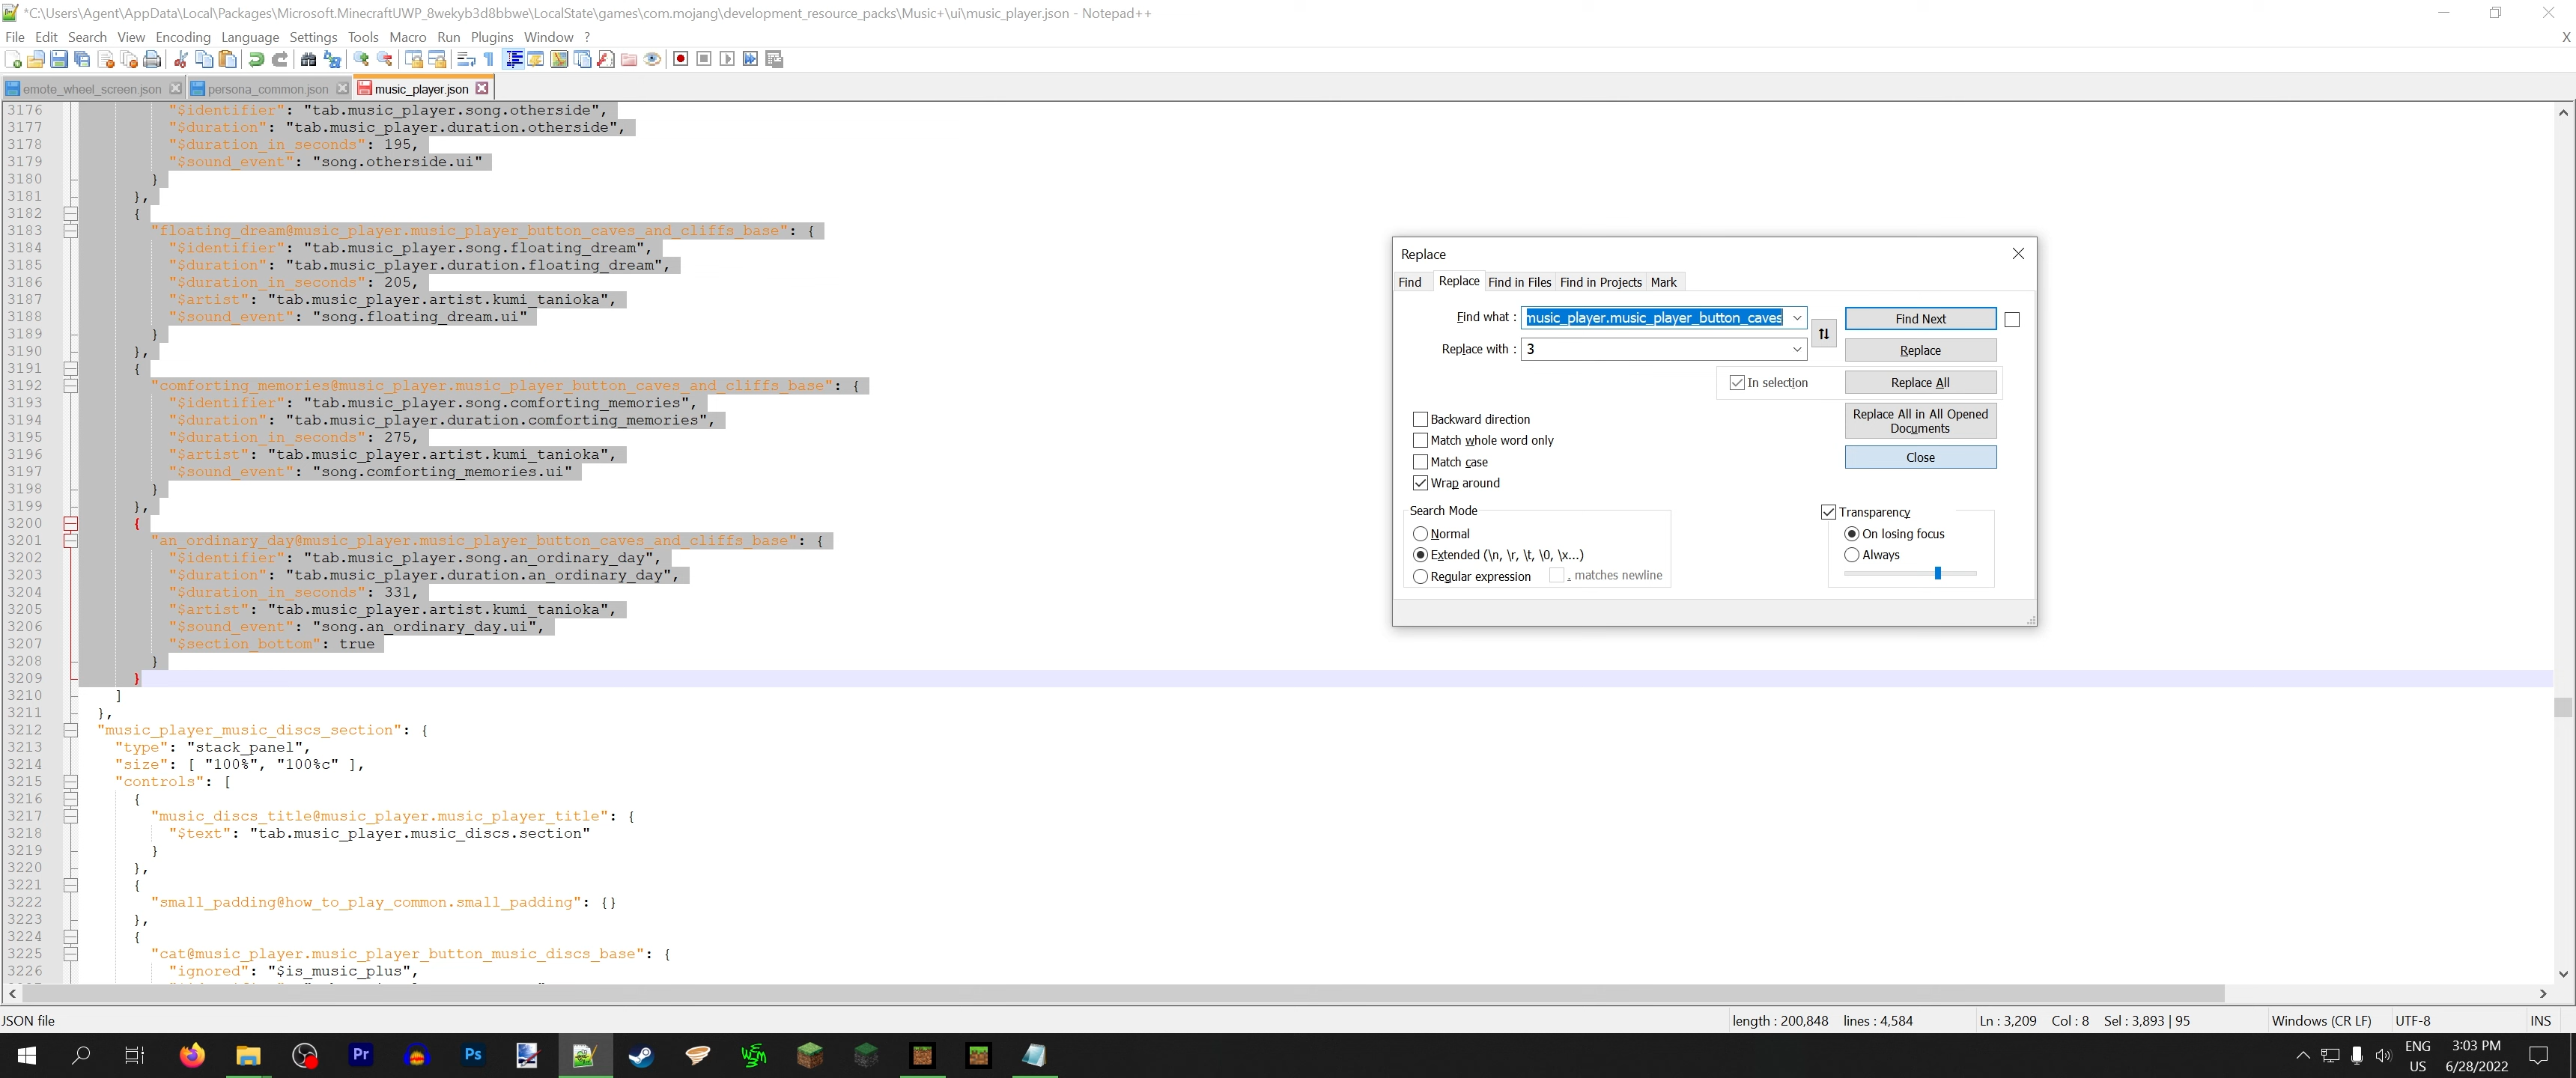 *C:\Users\Agent\AppData\Local\Packages\Microsoft.MinecraftUWP_8wekyb3d8bbwe\LocalState\games\com.mojang\development_resource_packs\Music+\ui\music_player.json - Notepad++
File Edit Search View Encoding Language Settings Tools Macro Run Plugins Window ? X
emote_wheel_screen.json persona_common.json music_player.json
3176 "$identifier": "tab.music_player.song.otherside",
3177 "$duration": "tab.music_player.duration.otherside",
3178 "$duration_in_seconds": 195,
3179 "$sound_event": "song.otherside.ui"
3180 }
3181 },
3182 {
3183 "floating_dream@music_player.music_player_button_caves_and_cliffs_base": {
3184 "$identifier": "tab.music_player.song.floating_dream",
3185 "$duration": "tab.music_player.duration.floating_dream",
3186 "$duration_in_seconds": 205,
3187 "$artist": "tab.music_player.artist.kumi_tanioka",
3188 "$sound_event": "song.floating_dream.ui"
3189 }
3190 },
3191 {
3192 "comforting_memories@music_player.music_player_button_caves_and_cliffs_base": {
3193 "$identifier": "tab.music_player.song.comforting_memories",
3194 "$duration": "tab.music_player.duration.comforting_memories",
3195 "$duration_in_seconds": 275,
3196 "$artist": "tab.music_player.artist.kumi_tanioka",
3197 "$sound_event": "song.comforting_memories.ui"
3198 }
3199 },
3200 {
3201 "an_ordinary_day@music_player.music_player_button_caves_and_cliffs_base": {
3202 "$identifier": "tab.music_player.song.an_ordinary_day",
3203 "$duration": "tab.music_player.duration.an_ordinary_day",
3204 "$duration_in_seconds": 331,
3205 "$artist": "tab.music_player.artist.kumi_tanioka",
3206 "$sound_event": "song.an_ordinary_day.ui",
3207 "$section_bottom": true
3208 }
3209 }
3210 ]
3211 },
3212 "music_player_music_discs_section": {
3213 "type": "stack_panel",
3214 "size": [ "100%", "100%c" ],
3215 "controls": [
3216 {
3217 "music_discs_title@music_player.music_player_title": {
3218 "$text": "tab.music_player.music_discs.section"
3219 }
3220 },
3221 {
3222 "small_padding@how_to_play_common.small_padding": {}
3223 },
3224 {
3225 "cat@music_player.music_player_button_music_discs_base": {
3226 "ignored": "$is_music_plus",
Replace
Find Replace Find in Files Find in Projects Mark
Find what : music_player.music_player_button_caves Find Next
Replace with : 3 Replace
In selection Replace All
Replace All in All Opened
Documents
Close
Backward direction
Match whole word only
Match case
Wrap around
Search Mode
Normal
Extended (\n, \r, \t, \0, \x...)
Regular expression . matches newline
Transparency
On losing focus
Always
JSON file length : 200,848 lines : 4,584 Ln : 3,209 Col : 8 Sel : 3,893 | 95 Windows (CR LF) UTF-8 INS
Pr Ps ENG
US
3:03 PM
6/28/2022